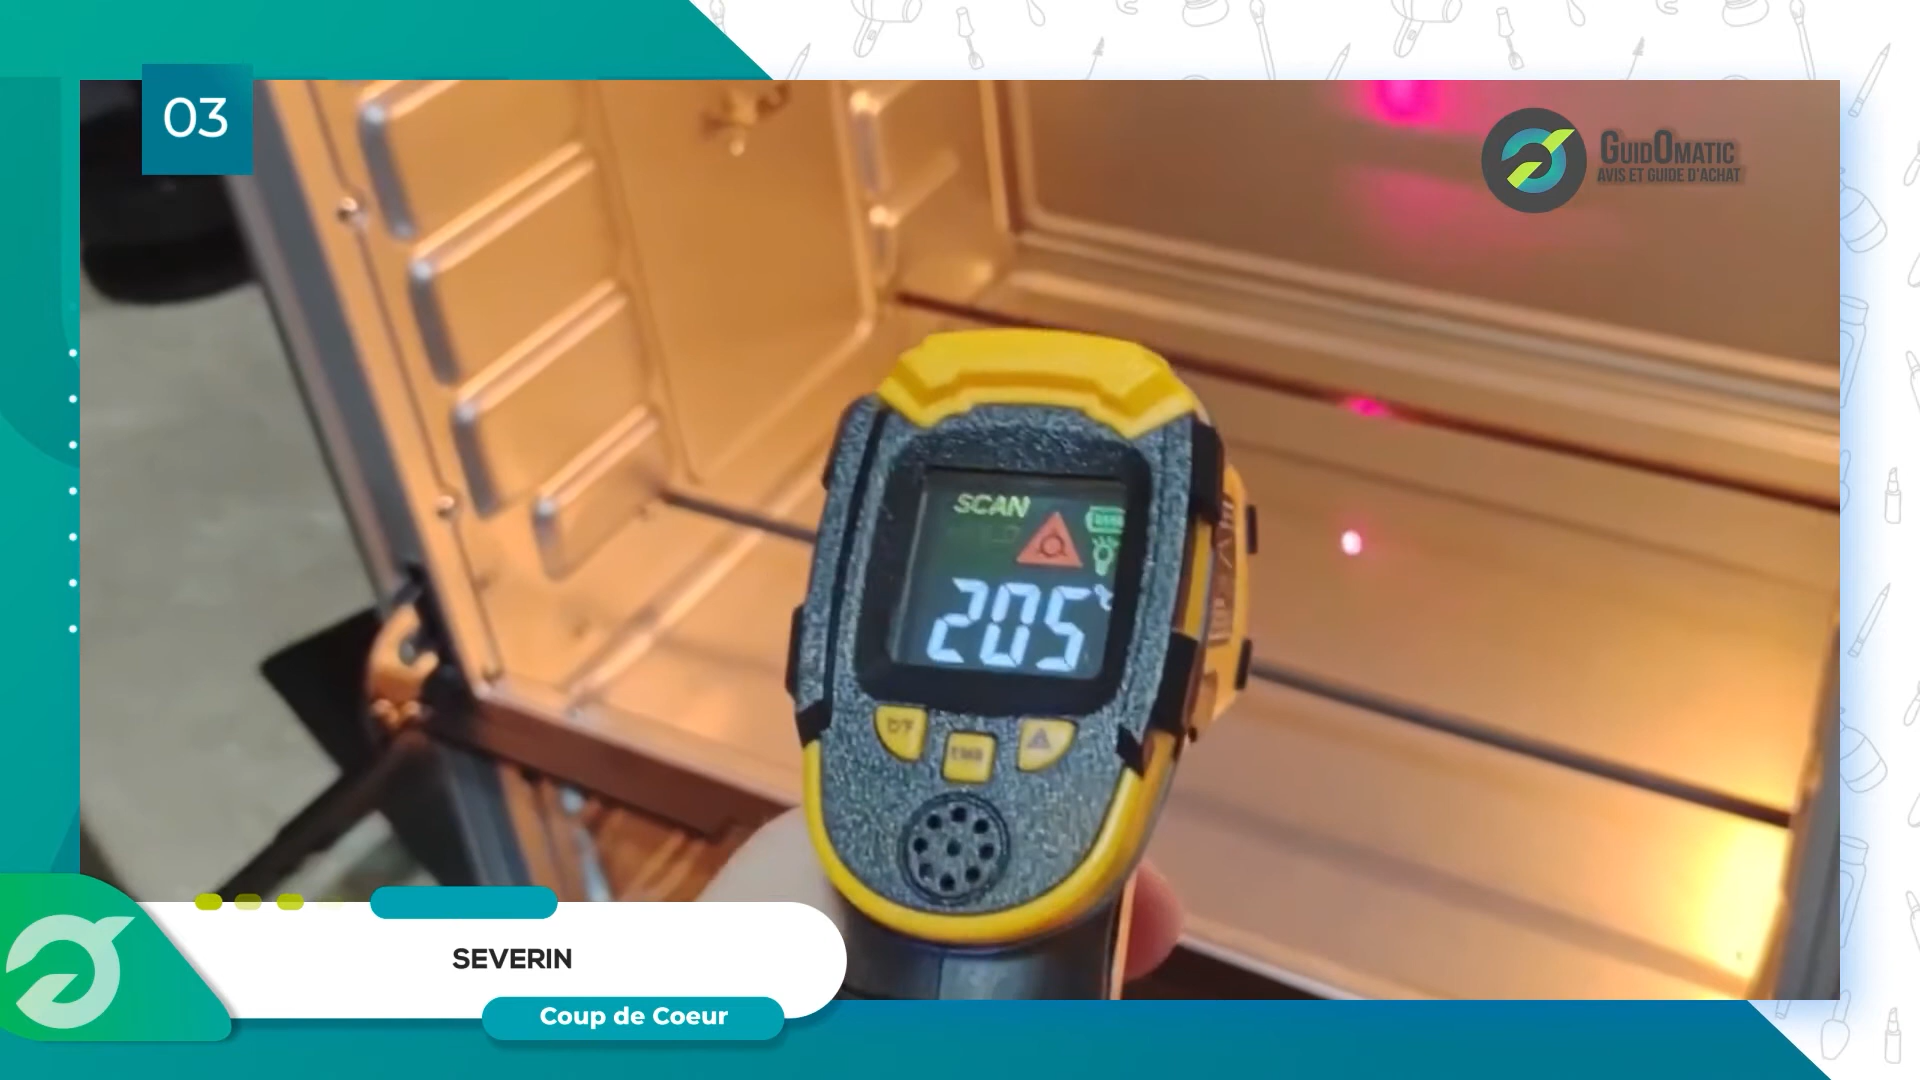 03
GUIDOMATIC
AVIS ET GUIDE D'ACHAT
SCAN
205°
SEVERIN
Coup de Coeur